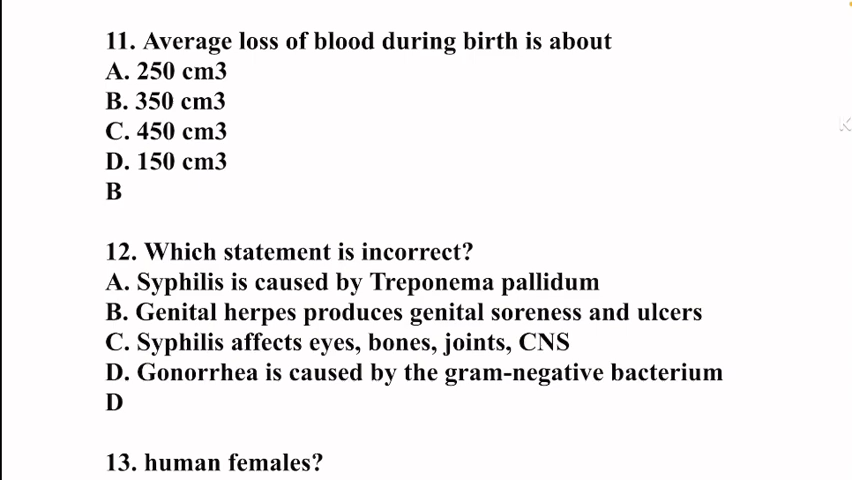 11. Average loss of blood during birth is about
A. 250 cm3
B. 350 cm3
C. 450 cm3
D. 150 cm3
B
12. Which statement is incorrect?
A. Syphilis is caused by Treponema pallidum
B. Genital herpes produces genital soreness and ulcers
C. Syphilis affects eyes, bones, joints, CNS
D. Gonorrhea is caused by the gram-negative bacterium
D
13. human females?